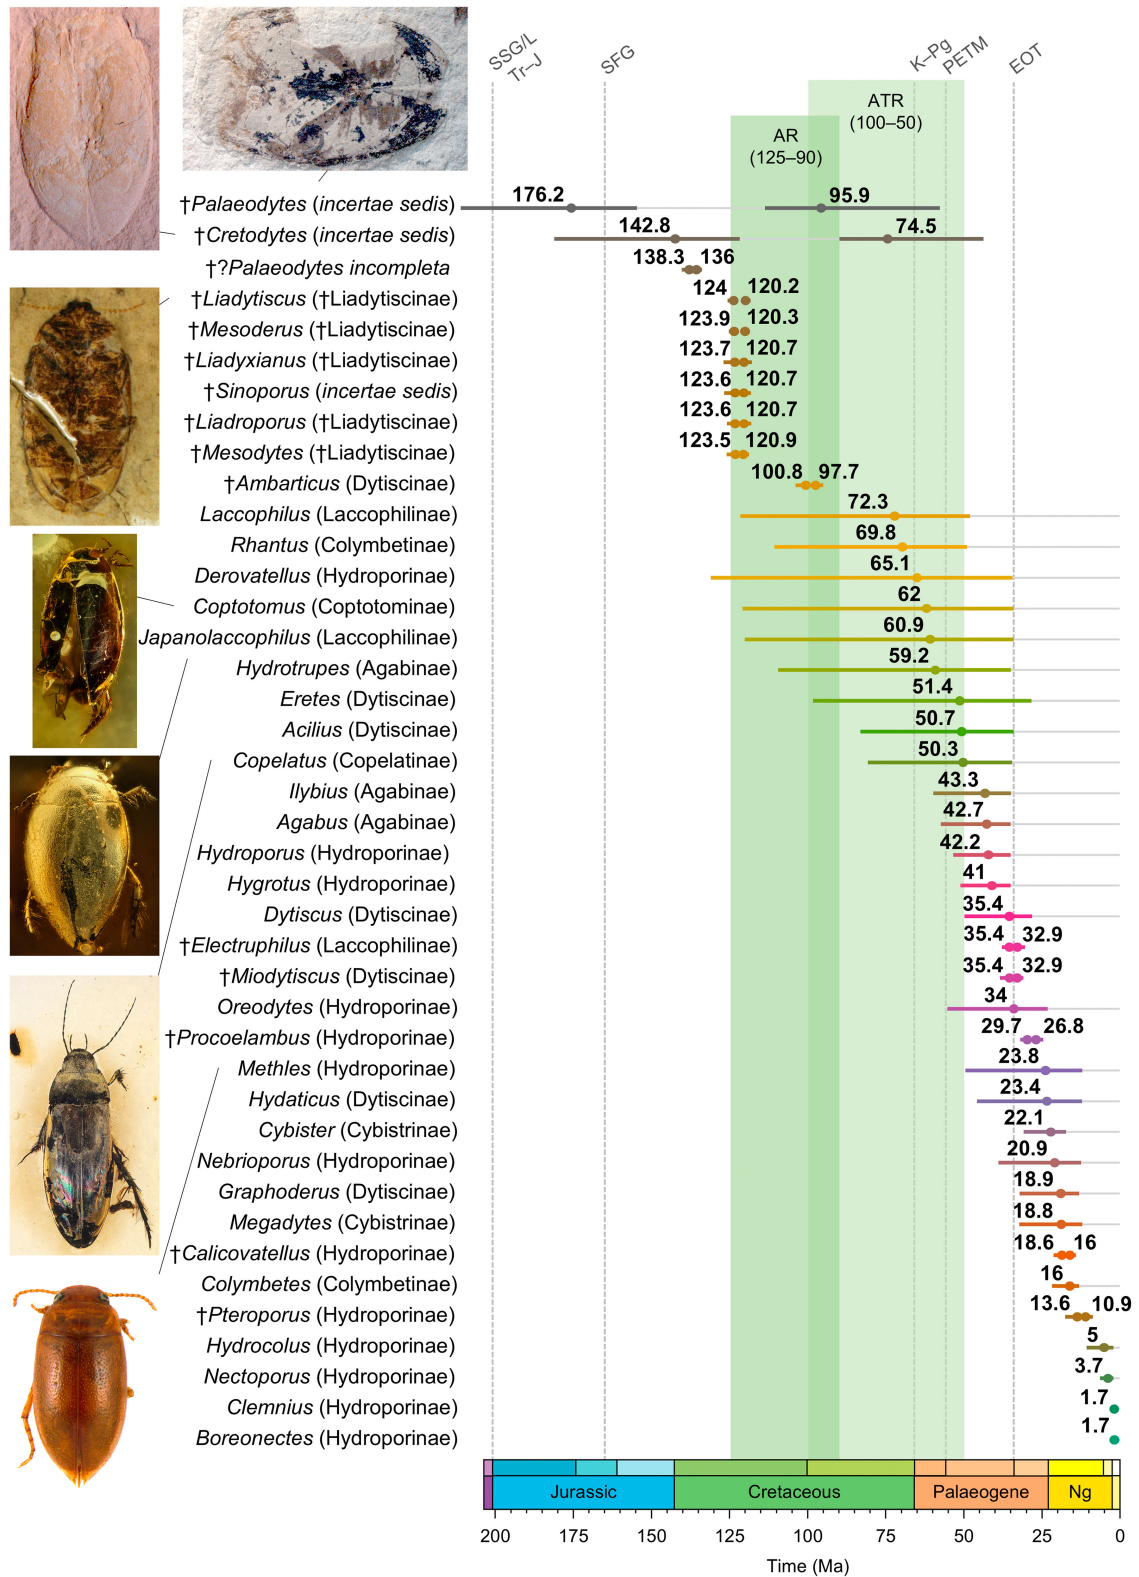 SSG/L
Tr–J
SFG
K–Pg
PETM
EOT
ATR
(100–50)
AR
(125–90)
†Palaeodytes (incertae sedis) 176.2 95.9
†Cretodytes (incertae sedis) 142.8 74.5
†?Palaeodytes incompleta 138.3 136
†Liadytiscus (†Liadytiscinae) 124 120.2
†Mesoderus (†Liadytiscinae) 123.9 120.3
†Liadyxianus (†Liadytiscinae) 123.7 120.7
†Sinoporus (incertae sedis) 123.6 120.7
†Liadroporus (†Liadytiscinae) 123.6 120.7
†Mesodytes (†Liadytiscinae) 123.5 120.9
†Ambarticus (Dytiscinae) 100.8 97.7
Laccophilus (Laccophilinae) 72.3
Rhantus (Colymbetinae) 69.8
Derovatellus (Hydroporinae) 65.1
Coptotomus (Coptotominae) 62
Japanolaccophilus (Laccophilinae) 60.9
Hydrotrupes (Agabinae) 59.2
Eretes (Dytiscinae) 51.4
Acilius (Dytiscinae) 50.7
Copelatus (Copelatinae) 50.3
Ilybius (Agabinae) 43.3
Agabus (Agabinae) 42.7
Hydroporus (Hydroporinae) 42.2
Hygrotus (Hydroporinae) 41
Dytiscus (Dytiscinae) 35.4
†Electruphilus (Laccophilinae) 35.4 32.9
†Miodytiscus (Dytiscinae) 35.4 32.9
Oreodytes (Hydroporinae) 34
†Procoelambus (Hydroporinae) 29.7 26.8
Methles (Hydroporinae) 23.8
Hydaticus (Dytiscinae) 23.4
Cybister (Cybistrinae) 22.1
Nebrioporus (Hydroporinae) 20.9
Graphoderus (Dytiscinae) 18.9
Megadytes (Cybistrinae) 18.8
†Calicovatellus (Hydroporinae) 18.6 16
Colymbetes (Colymbetinae) 16
†Pteroporus (Hydroporinae) 13.6 10.9
Hydrocolus (Hydroporinae) 5
Nectoporus (Hydroporinae) 3.7
Clemnius (Hydroporinae) 1.7
Boreonectes (Hydroporinae) 1.7
Jurassic Cretaceous Palaeogene Ng
200 175 150 125 100 75 50 25 0
Time (Ma)